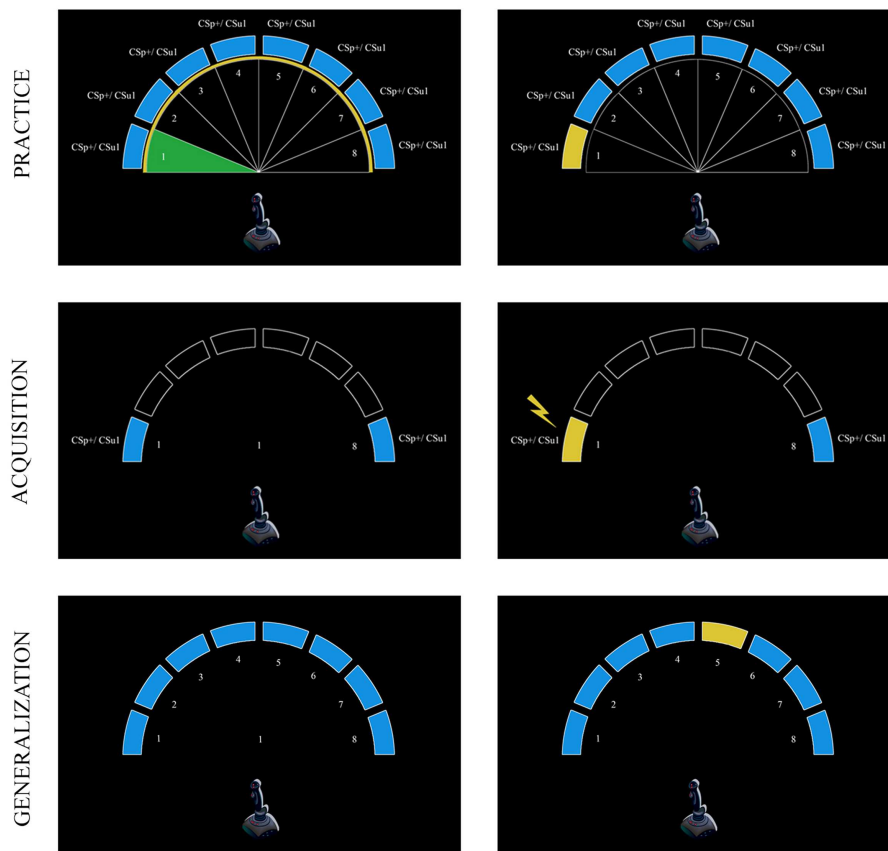 PRACTICE
CSp+/ CSu1 CSp+/ CSu1
CSp+/ CSu1 CSp+/ CSu1
CSp+/ CSu1 CSp+/ CSu1
CSp+/ CSu1 CSp+/ CSu1
4 5
3 6
2 7
1 8
CSp+/ CSu1 CSp+/ CSu1
CSp+/ CSu1 CSp+/ CSu1
CSp+/ CSu1 CSp+/ CSu1
CSp+/ CSu1 CSp+/ CSu1
4 5
3 6
2 7
1 8
ACQUISITION
CSp+/ CSu1 1 1 8 CSp+/ CSu1
CSp+/ CSu1 1 8 CSp+/ CSu1
GENERALIZATION
4 5
3 6
2 7
1 1 8
4 5
3 6
2 7
1 8